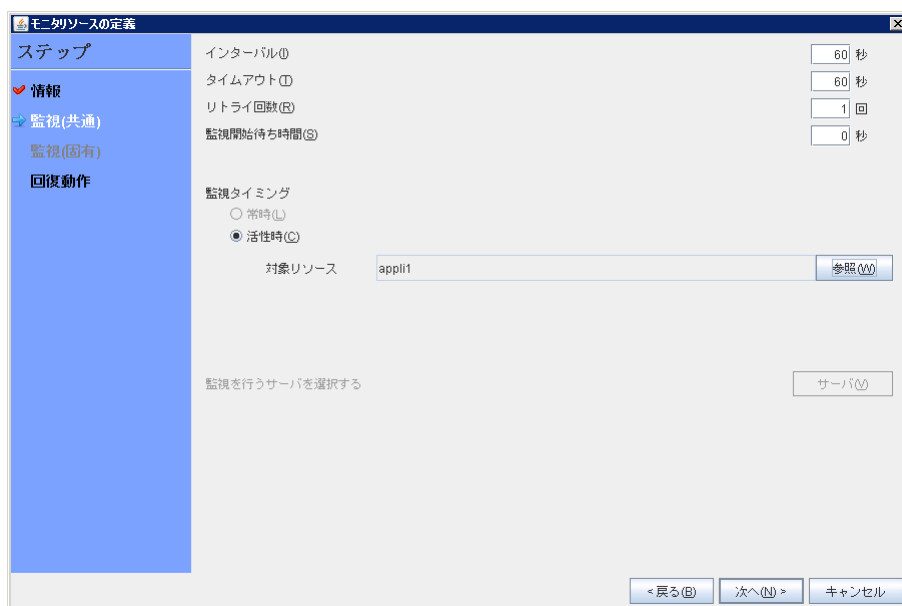 モニタリソースの定義
ステップ
情報
監視(共通)
監視(固有)
回復動作
インターバル(I) 60 秒
タイムアウト(T) 60 秒
リトライ回数(R) 1 回
監視開始待ち時間(S) 0 秒
監視タイミング
常時(L)
活性時(C)
対象リソース appli1 参照(W)
監視を行うサーバを選択する サーバ(V)
<戻る(B) 次へ(N)> キャンセル